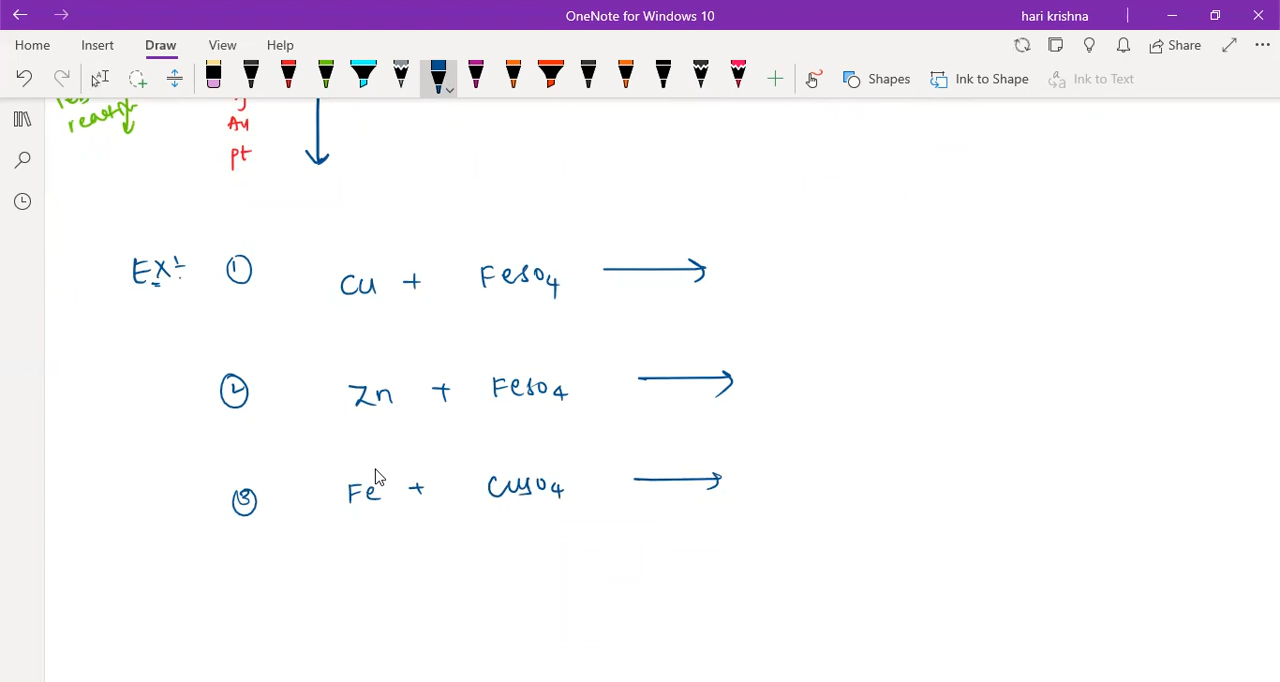 OneNote for Windows 10
hari krishna
Home Insert Draw View Help
Share
Shapes Ink to Shape Ink to Text
Au
pt
Ex:- ① Cu + FeSO4 ⟶
② Zn + FeSO4 ⟶
③ Fe + CuSO4 ⟶